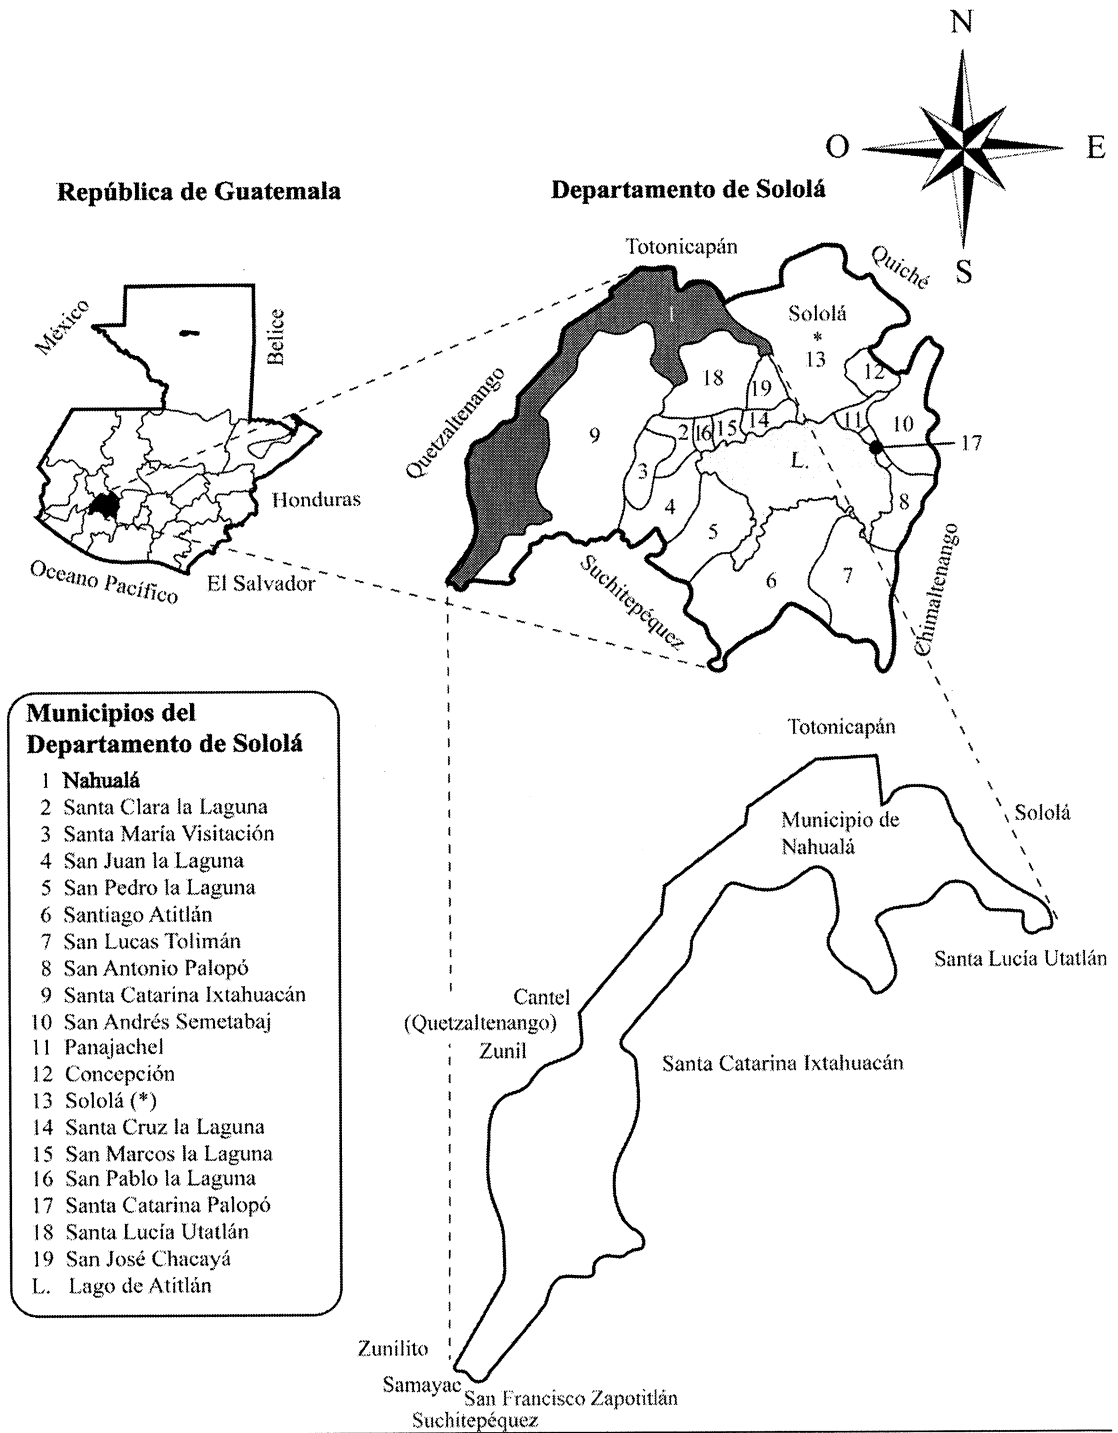 N
O
E
S
República de Guatemala
Departamento de Sololá
México
Belice
Honduras
El Salvador
Oceano Pacífico
Totonicapán
Quiché
Quetzaltenango
Suchitepéquez
Chimaltenango
1
Sololá
*
13
12
18
19
9
2
16
15
14
11
10
17
3
L.
4
5
8
6
7
Municipios del
Departamento de Sololá
1 Nahualá
2 Santa Clara la Laguna
3 Santa María Visitación
4 San Juan la Laguna
5 San Pedro la Laguna
6 Santiago Atitlán
7 San Lucas Tolimán
8 San Antonio Palopó
9 Santa Catarina Ixtahuacán
10 San Andrés Semetabaj
11 Panajachel
12 Concepción
13 Sololá (*)
14 Santa Cruz la Laguna
15 San Marcos la Laguna
16 San Pablo la Laguna
17 Santa Catarina Palopó
18 Santa Lucía Utatlán
19 San José Chacayá
L. Lago de Atitlán
Totonicapán
Municipio de
Nahualá
Sololá
Santa Lucía Utatlán
Cantel
(Quetzaltenango)
Zunil
Santa Catarina Ixtahuacán
Zunilito
Samayac
San Francisco Zapotitlán
Suchitepéquez